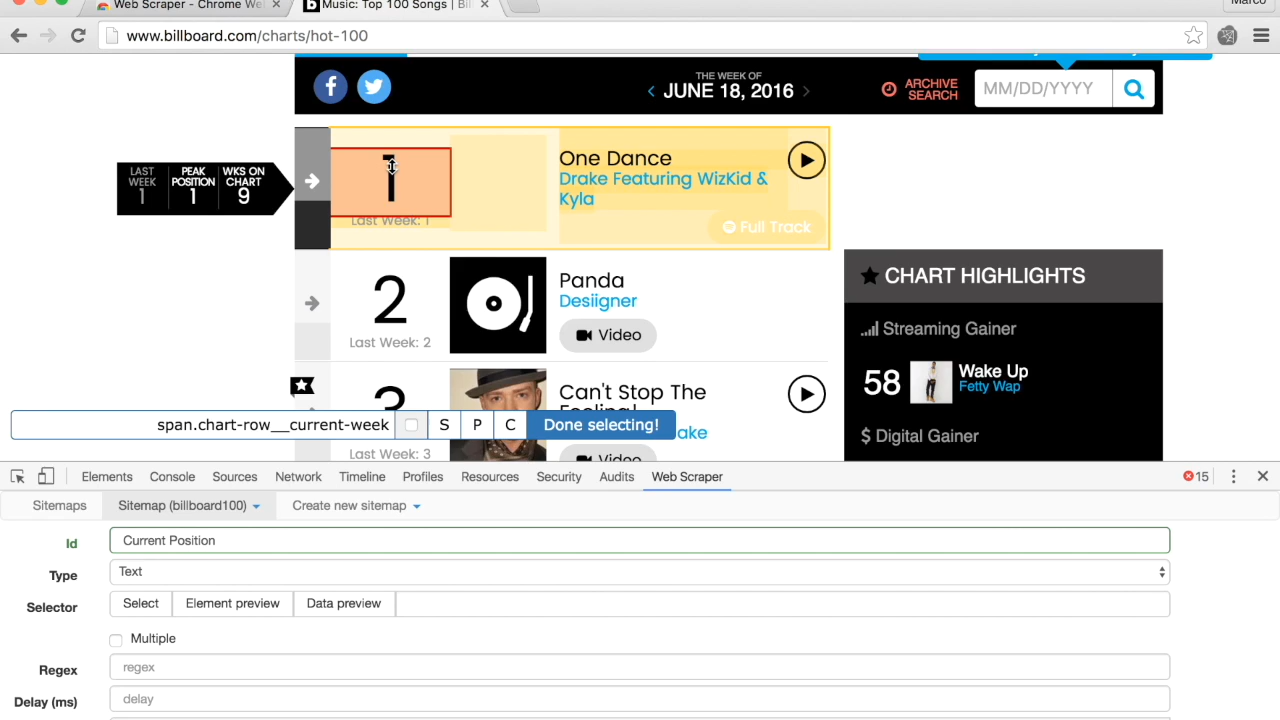 Web Scraper - Chrome We
Music: Top 100 Songs | Bil
Marco
www.billboard.com/charts/hot-100
THE WEEK OF
JUNE 18, 2016
ARCHIVE
SEARCH
MM/DD/YYYY
LAST
WEEK
1
PEAK
POSITION
1
WKS ON
CHART
9
1
Last Week: 1
One Dance
Drake Featuring WizKid &
Kyla
Full Track
2
Last Week: 2
Panda
Desiigner
Video
3
Last Week: 3
Can't Stop The
Feeling!
ake
Video
CHART HIGHLIGHTS
Streaming Gainer
58
Wake Up
Fetty Wap
$ Digital Gainer
span.chart-row__current-week
S
P
C
Done selecting!
Elements
Console
Sources
Network
Timeline
Profiles
Resources
Security
Audits
Web Scraper
15
Sitemaps
Sitemap (billboard100)
Create new sitemap
Id
Current Position
Type
Text
Selector
Select
Element preview
Data preview
Multiple
Regex
regex
Delay (ms)
delay